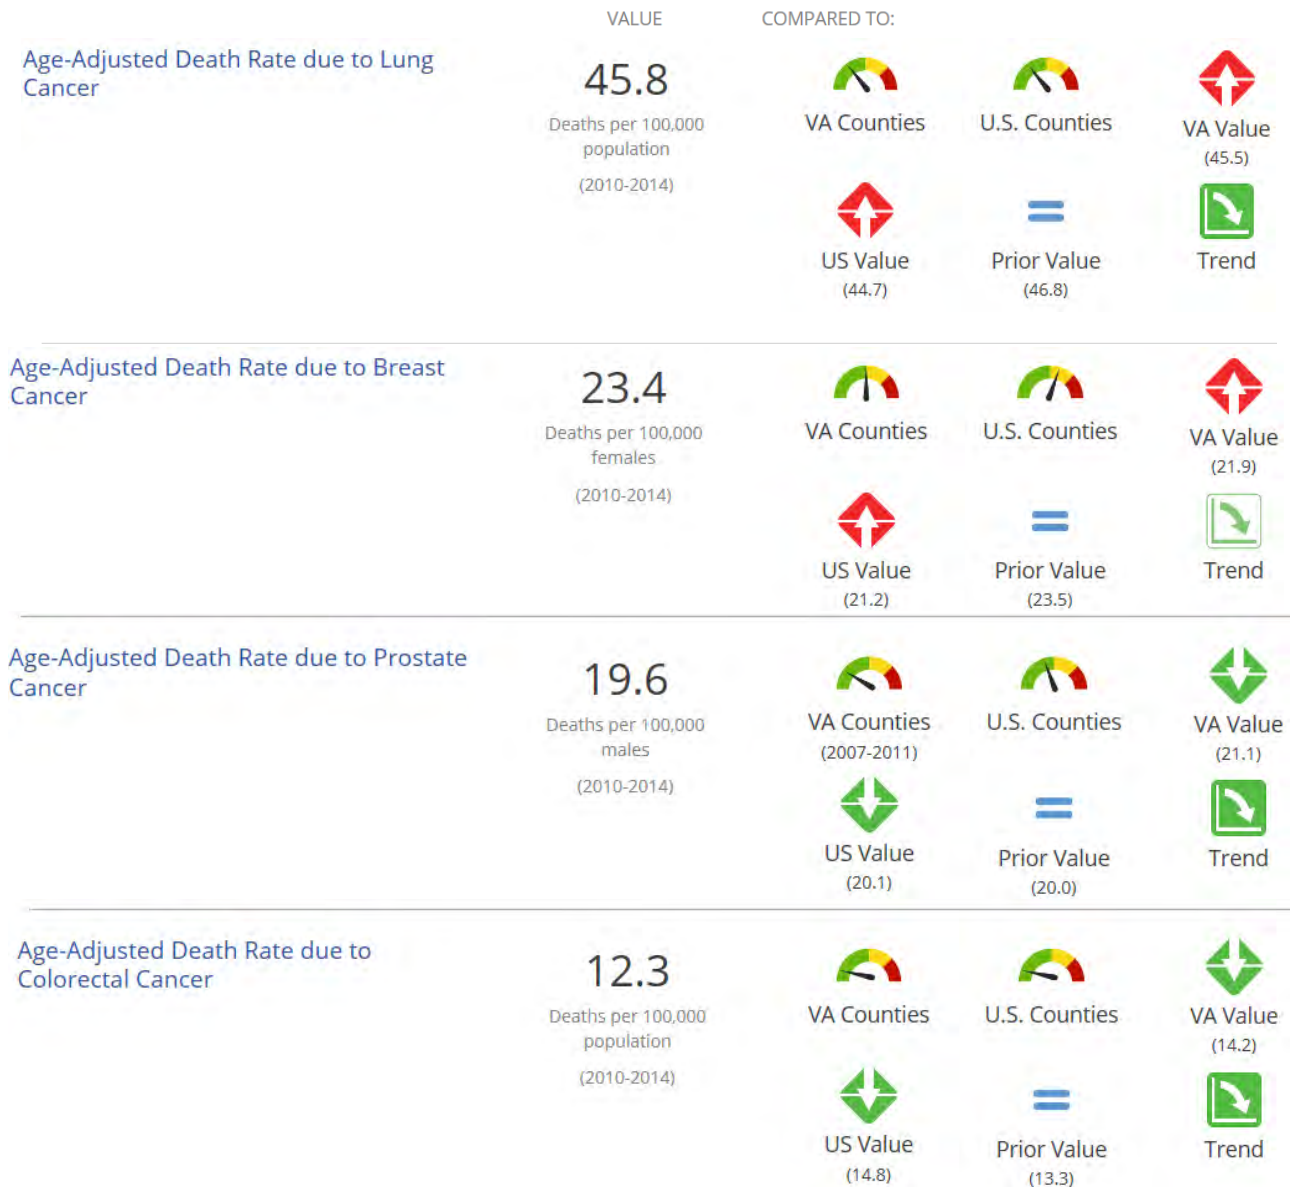 VALUE COMPARED TO:
Age-Adjusted Death Rate due to Lung
Cancer
45.8
Deaths per 100,000
population
(2010-2014)
VA Counties
U.S. Counties
VA Value
(45.5)
US Value
(44.7)
Prior Value
(46.8)
Trend
Age-Adjusted Death Rate due to Breast
Cancer
23.4
Deaths per 100,000
females
(2010-2014)
VA Counties
U.S. Counties
VA Value
(21.9)
US Value
(21.2)
Prior Value
(23.5)
Trend
Age-Adjusted Death Rate due to Prostate
Cancer
19.6
Deaths per 100,000
males
(2010-2014)
VA Counties
(2007-2011)
U.S. Counties
VA Value
(21.1)
US Value
(20.1)
Prior Value
(20.0)
Trend
Age-Adjusted Death Rate due to
Colorectal Cancer
12.3
Deaths per 100,000
population
(2010-2014)
VA Counties
U.S. Counties
VA Value
(14.2)
US Value
(14.8)
Prior Value
(13.3)
Trend